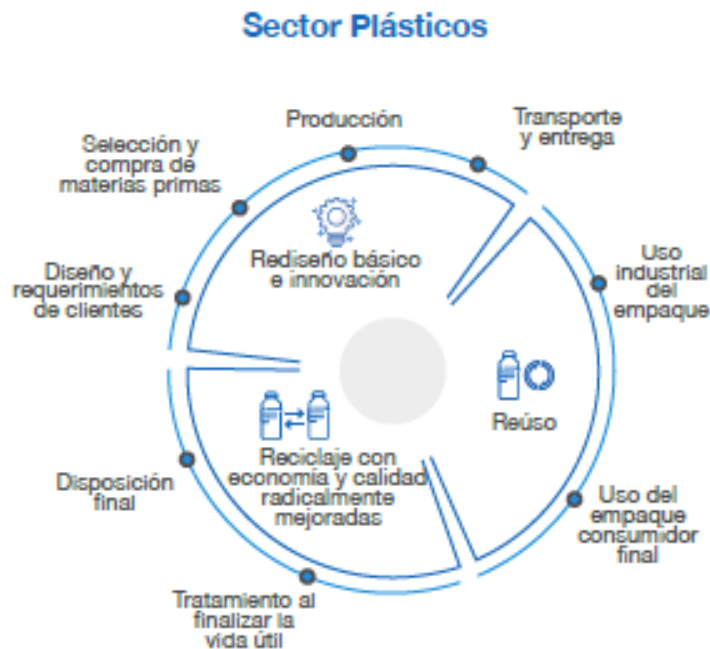 Sector Plásticos
Producción
Transporte
y entrega
Selección y
compra de
materias primas
Rediseño básico
e innovación
Diseño y
requerimientos
de clientes
Uso
industrial
del
empaque
Reúso
Reciclaje con
economía y calidad
radicalmente
mejoradas
Disposición
final
Uso del
empaque
consumidor
final
Tratamiento al
finalizar la
vida útil